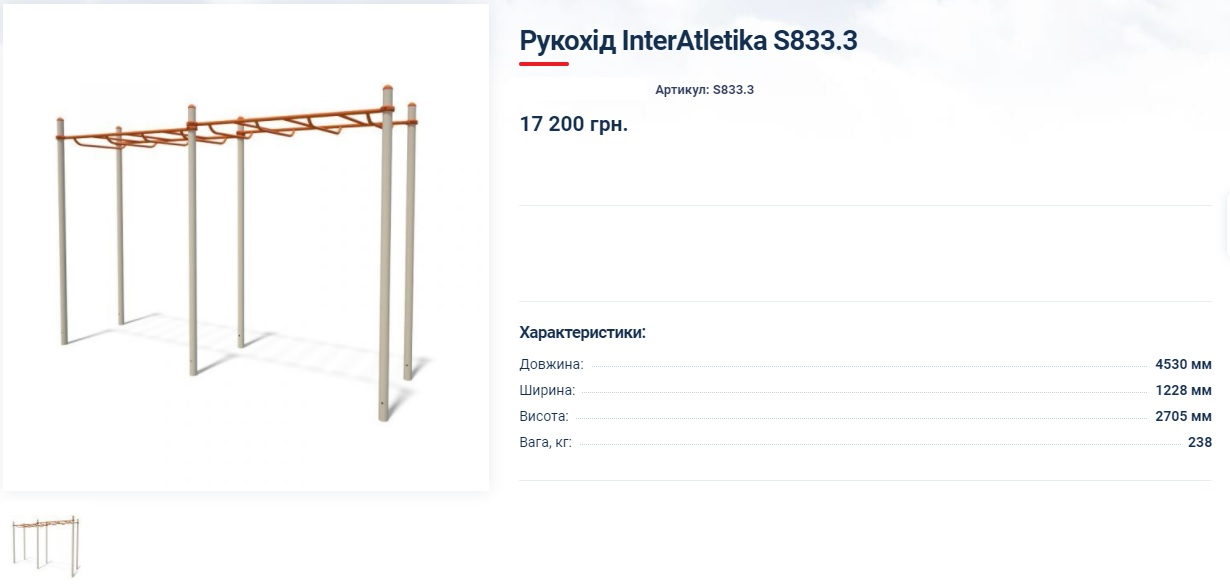 Рукохід InterAtletika S833.3
Артикул: S833.3
17 200 грн.
Характеристики:
Довжина: 4530 мм
Ширина: 1228 мм
Висота: 2705 мм
Вага, кг: 238